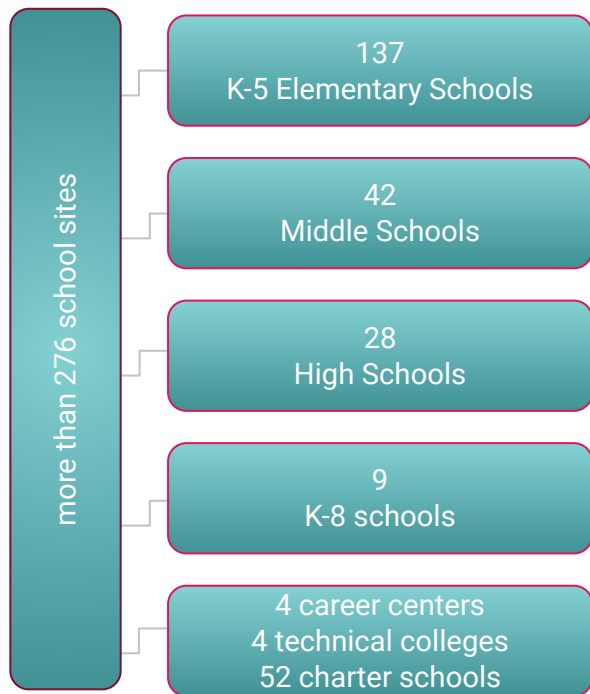 more than 276 school sites
137
K-5 Elementary Schools
42
Middle Schools
28
High Schools
9
K-8 schools
4 career centers
4 technical colleges
52 charter schools